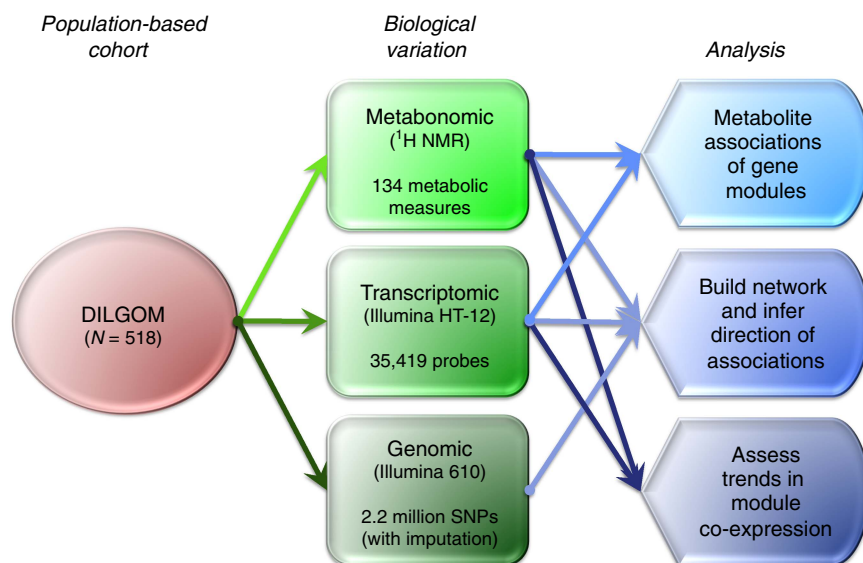 Population-based
cohort
Biological
variation
Analysis
DILGOM
(N = 518)
Metabonomic
(¹H NMR)
134 metabolic
measures
Transcriptomic
(Illumina HT-12)
35,419 probes
Genomic
(Illumina 610)
2.2 million SNPs
(with imputation)
Metabolite
associations
of gene
modules
Build network
and infer
direction of
associations
Assess
trends in
module
co-expression